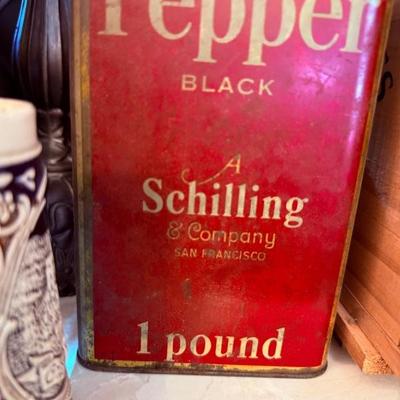 Pepper
BLACK
A
Schilling
& Company
SAN FRANCISCO
1 pound